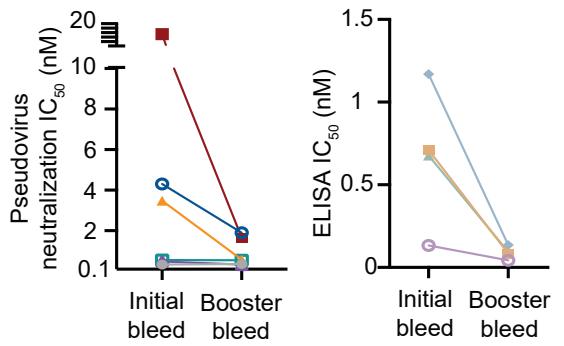 Pseudovirus
neutralization IC50 (nM)
20
10
8
6
4
2
0.1
Initial
bleed
Booster
bleed
ELISA IC50 (nM)
1.5
1
0.5
0
Initial
bleed
Booster
bleed